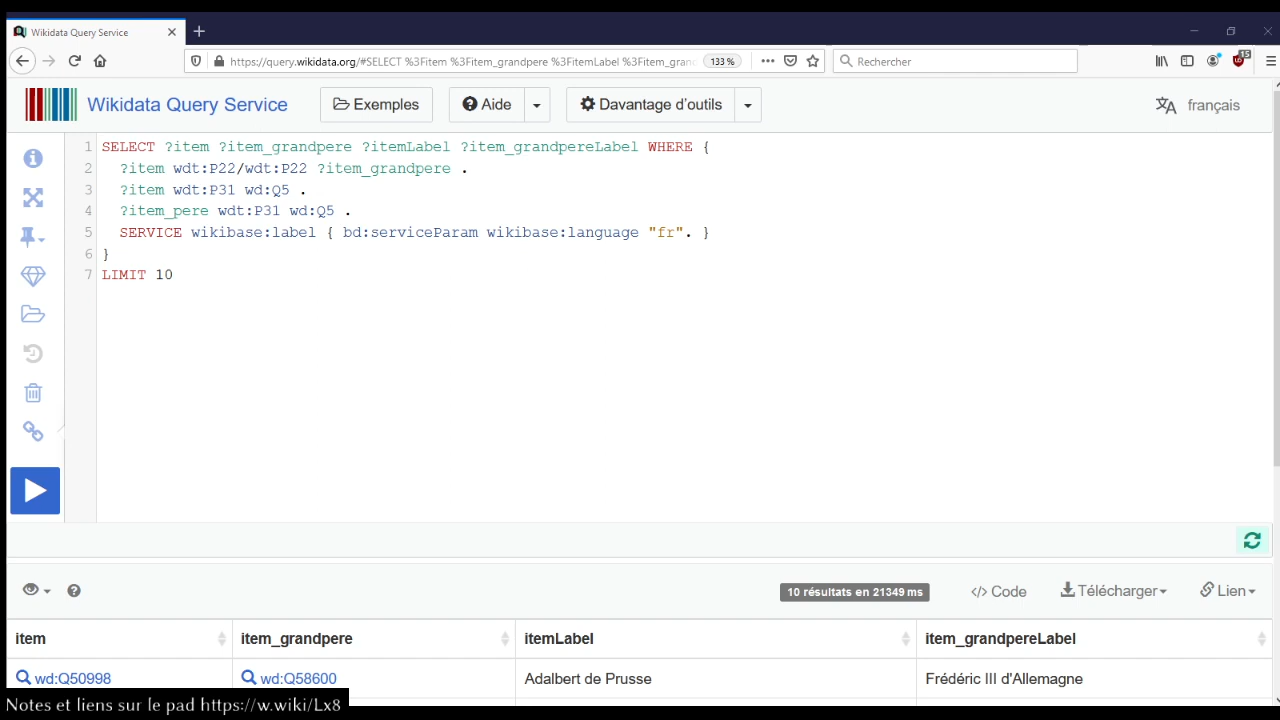 Wikidata Query Service
https://query.wikidata.org/#SELECT %3Fitem %3Fitem_grandpere %3FitemLabel %3Fitem_gran
133 %
Rechercher
15
Wikidata Query Service
Exemples
Aide
Davantage d'outils
français
1 SELECT ?item ?item_grandpere ?itemLabel ?item_grandpereLabel WHERE {
2 ?item wdt:P22/wdt:P22 ?item_grandpere .
3 ?item wdt:P31 wd:Q5 .
4 ?item_pere wdt:P31 wd:Q5 .
5 SERVICE wikibase:label { bd:serviceParam wikibase:language "fr". }
6 }
7 LIMIT 10
10 résultats en 21349 ms
</> Code
Télécharger
Lien
item item_grandpere itemLabel item_grandpereLabel
wd:Q50998 wd:Q58600 Adalbert de Prusse Frédéric III d'Allemagne
Notes et liens sur le pad https://w.wiki/Lx8